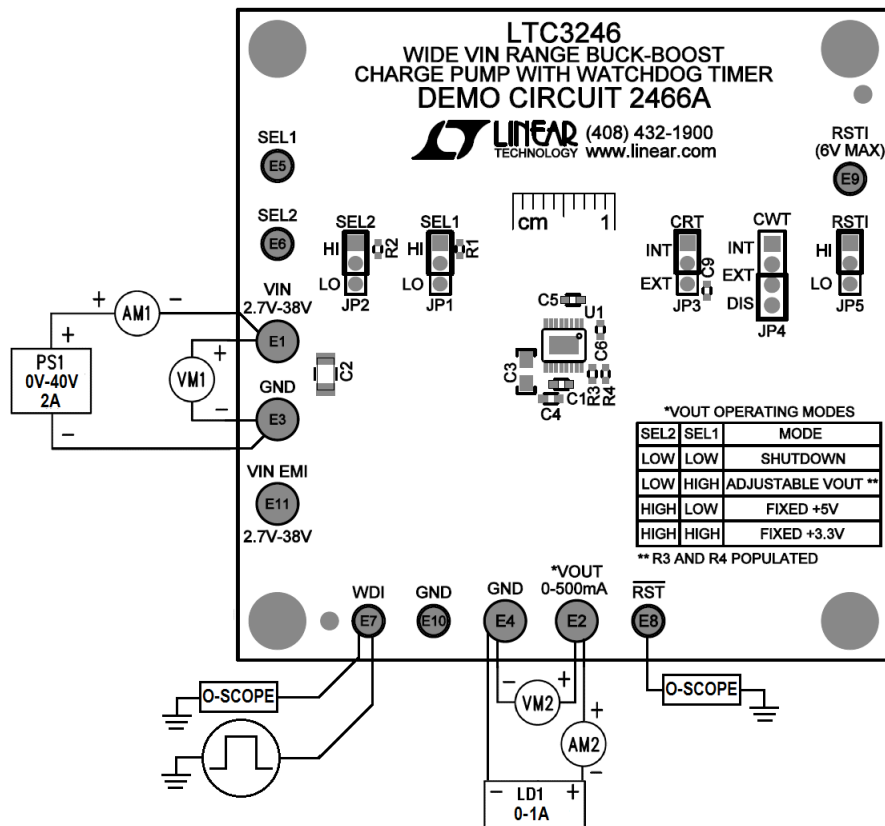 LTC3246
WIDE VIN RANGE BUCK-BOOST
CHARGE PUMP WITH WATCHDOG TIMER
DEMO CIRCUIT 2466A
LINEAR
TECHNOLOGY
(408) 432-1900
www.linear.com
SEL1
E5
SEL2
E6
VIN
2.7V-38V
E1
GND
E3
VIN EMI
E11
2.7V-38V
RSTI
(6V MAX)
E9
SEL2
HI
LO
JP2
R2
SEL1
HI
LO
JP1
R1
cm 1
CRT
INT
EXT
JP3
C9
CWT
INT
EXT
DIS
JP4
RSTI
HI
LO
JP5
C5
U1
C6
C3
C1
C4
R3
R4
C2
+ AM1 -
+
PS1
0V-40V
2A
-
+
VM1
-
*VOUT OPERATING MODES
SEL2 SEL1 MODE
LOW LOW SHUTDOWN
LOW HIGH ADJUSTABLE VOUT **
HIGH LOW FIXED +5V
HIGH HIGH FIXED +3.3V
** R3 AND R4 POPULATED
WDI
E7
GND
E10
GND
E4
*VOUT
0-500mA
E2
RST
E8
O-SCOPE
- VM2 +
O-SCOPE
+
AM2
-
- LD1 +
0-1A